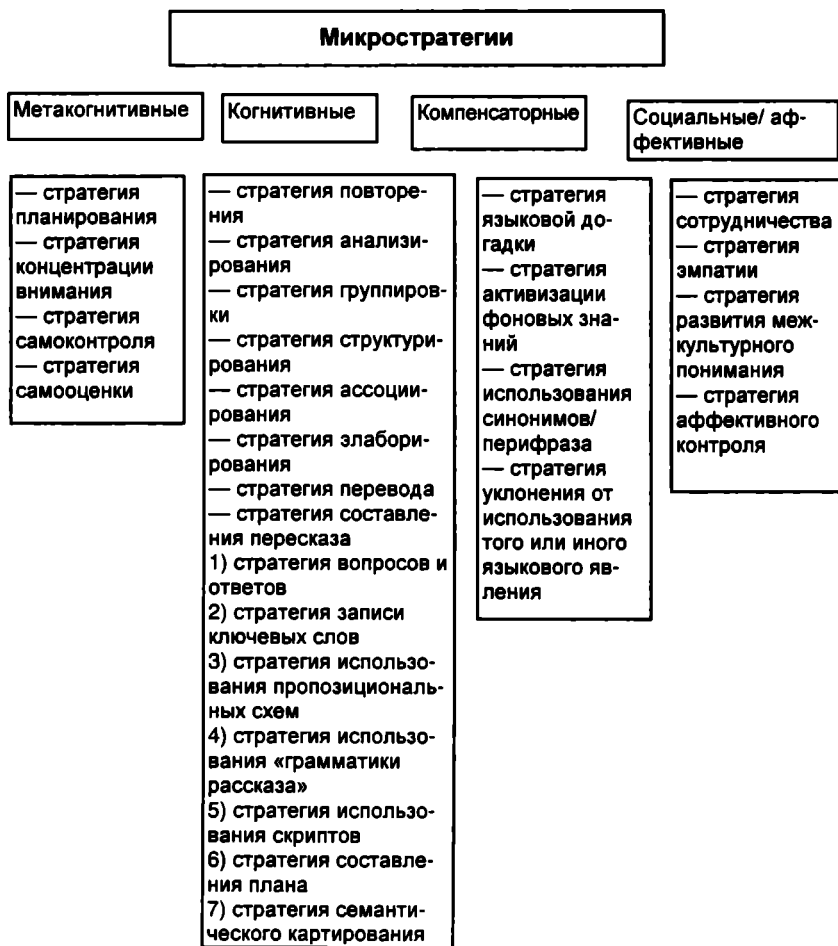 Микростратегии
Метакогнитивные
Когнитивные
Компенсаторные
Социальные/ аф-
фективные
— стратегия
планирования
— стратегия
концентрации
внимания
— стратегия
самоконтроля
— стратегия
самооценки
— стратегия повторе-
ния
— стратегия анализи-
рования
— стратегия группиров-
ки
— стратегия структури-
рования
— стратегия ассоции-
рования
— стратегия элабори-
рования
— стратегия перевода
— стратегия составле-
ния пересказа
1) стратегия вопросов и
ответов
2) стратегия записи
ключевых слов
3) стратегия использо-
вания пропозициональ-
ных схем
4) стратегия использо-
вания «грамматики
рассказа»
5) стратегия использо-
вания скриптов
6) стратегия составле-
ния плана
7) стратегия семанти-
ческого картирования
— стратегия
языковой до-
гадки
— стратегия
активизации
фоновых зна-
ний
— стратегия
использования
синонимов/
перифраза
— стратегия
уклонения от
использования
того или иного
языкового яв-
ления
— стратегия
сотрудничества
— стратегия
эмпатии
— стратегия
развития меж-
культурного
понимания
— стратегия
аффективного
контроля